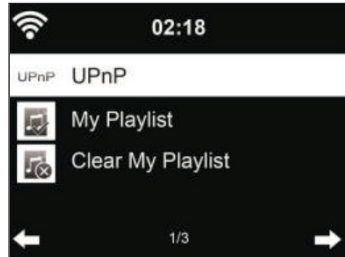 02:18
UPnP UPnP
My Playlist
Clear My Playlist
1/3